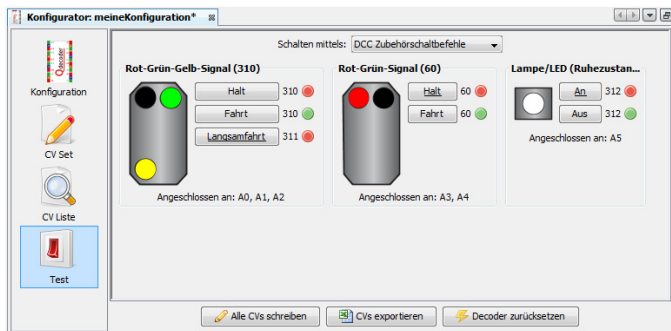 Konfigurator: meineKonfiguration*
Qdecoder
Konfiguration
CV Set
CV Liste
Test
Schalten mittels: DCC Zubehörschaltbefehle
Rot-Grün-Gelb-Signal (310)
Halt 310
Fahrt 310
Langsamfahrt 311
Angeschlossen an: A0, A1, A2
Rot-Grün-Signal (60)
Halt 60
Fahrt 60
Angeschlossen an: A3, A4
Lampe/LED (Ruhezustan...
An 312
Aus 312
Angeschlossen an: A5
Alle CVs schreiben CVs exportieren Decoder zurücksetzen